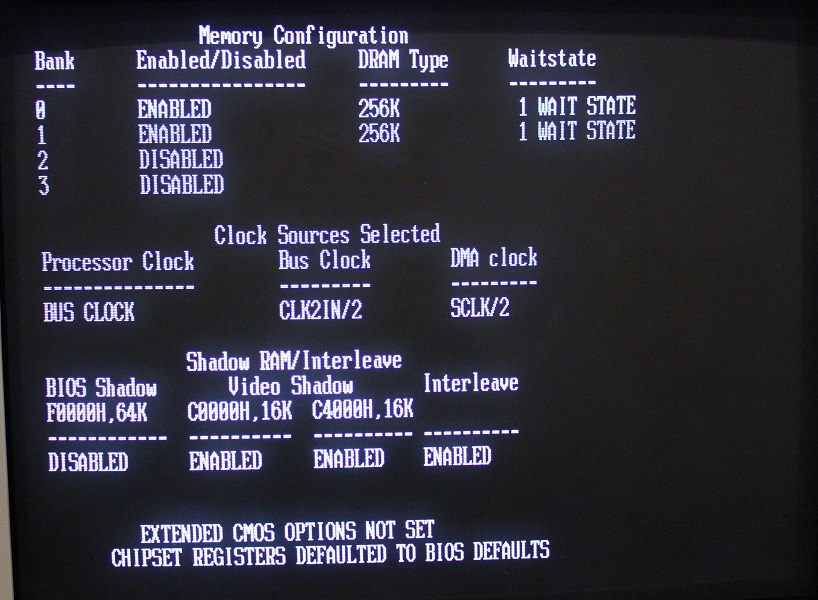 Memory Configuration
Bank Enabled/Disabled DRAM Type Waitstate
---- ---------------- --------- ---------
0 ENABLED 256K 1 WAIT STATE
1 ENABLED 256K 1 WAIT STATE
2 DISABLED
3 DISABLED
Clock Sources Selected
Processor Clock Bus Clock DMA clock
--------------- --------- ---------
BUS CLOCK CLK2IN/2 SCLK/2
Shadow RAM/Interleave
BIOS Shadow Video Shadow Interleave
F0000H,64K C0000H,16K C4000H,16K
------------ ---------- ---------- ----------
DISABLED ENABLED ENABLED ENABLED
EXTENDED CMOS OPTIONS NOT SET
CHIPSET REGISTERS DEFAULTED TO BIOS DEFAULTS